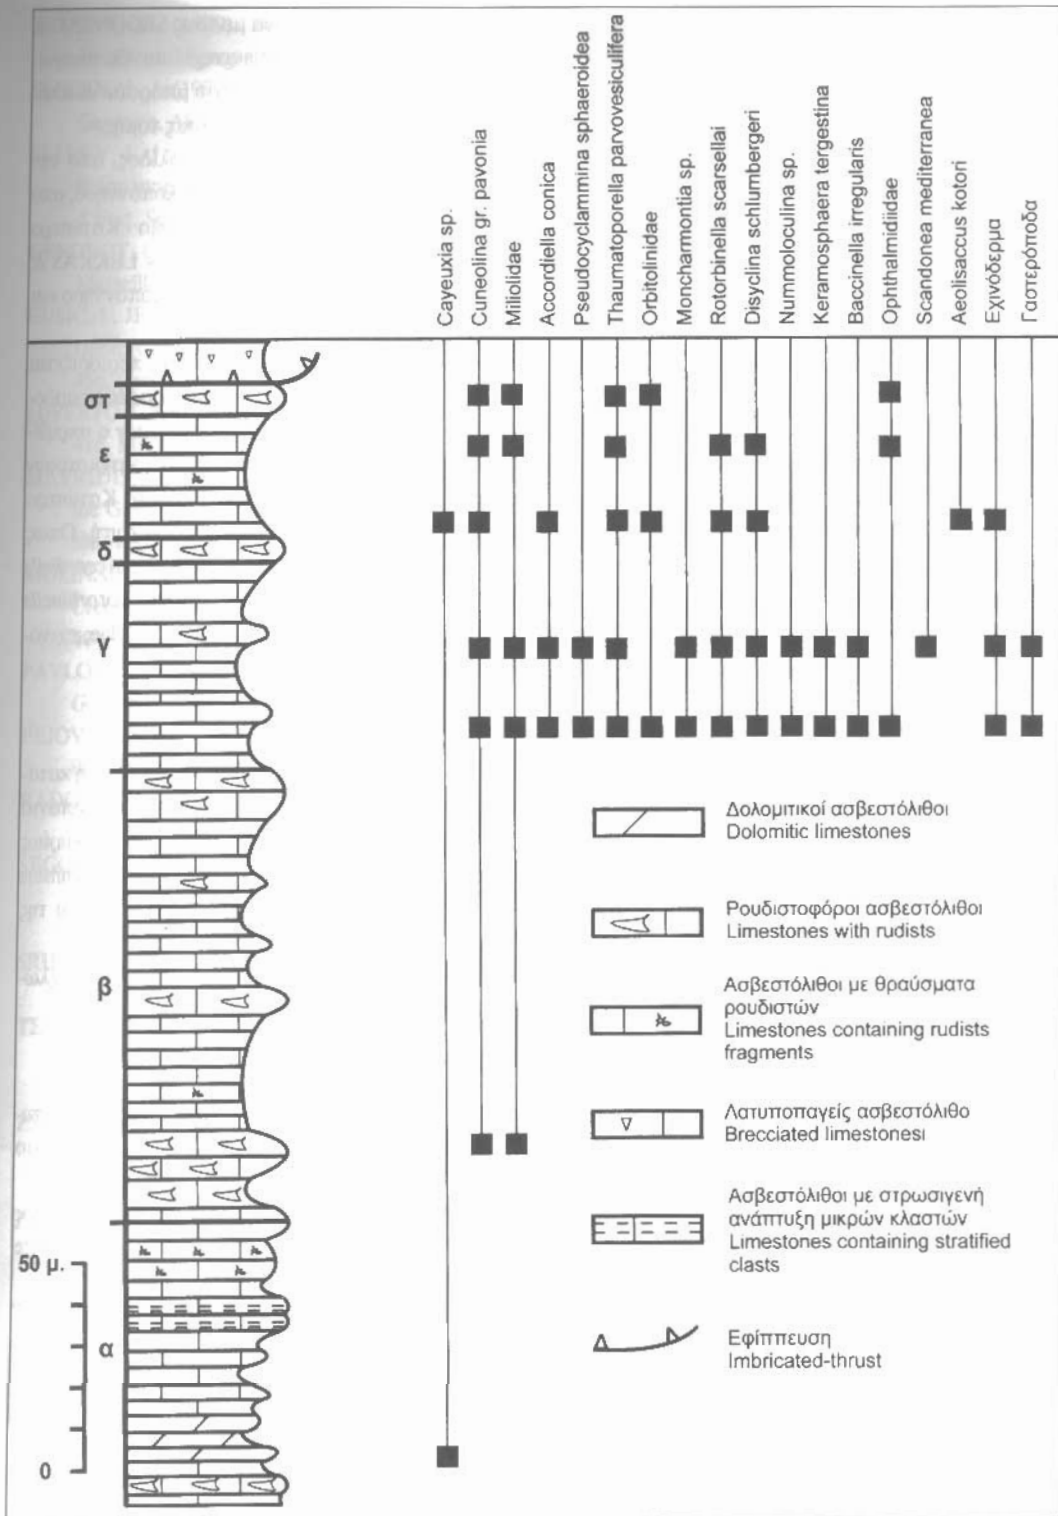 Cayeuxia sp.
Cuneolina gr. pavonia
Miliolidae
Accordiella conica
Pseudocyclammina sphaeroidea
Thaumatoporella parvovesiculifera
Orbitolinidae
Moncharmontia sp.
Rotorbinella scarsellai
Disyclina schlumbergeri
Nummoloculina sp.
Keramosphaera tergestina
Baccinella irregularis
Ophthalmidiidae
Scandonea mediterranea
Aeolisaccus kotori
Εχινόδερμα
Γαστερόποδα
στ
ε
δ
γ
β
α
50 μ.
0
Δολομιτικοί ασβεστόλιθοι
Dolomitic limestones
Ρουδιστοφόροι ασβεστόλιθοι
Limestones with rudists
Ασβεστόλιθοι με θραύσματα
ρουδιστών
Limestones containing rudists
fragments
Λατυποπαγείς ασβεστόλιθο
Brecciated limestonesι
Ασβεστόλιθοι με στρωσιγενή
ανάπτυξη μικρών κλαστών
Limestones containing stratified
clasts
Εφίππευση
Imbricated-thrust